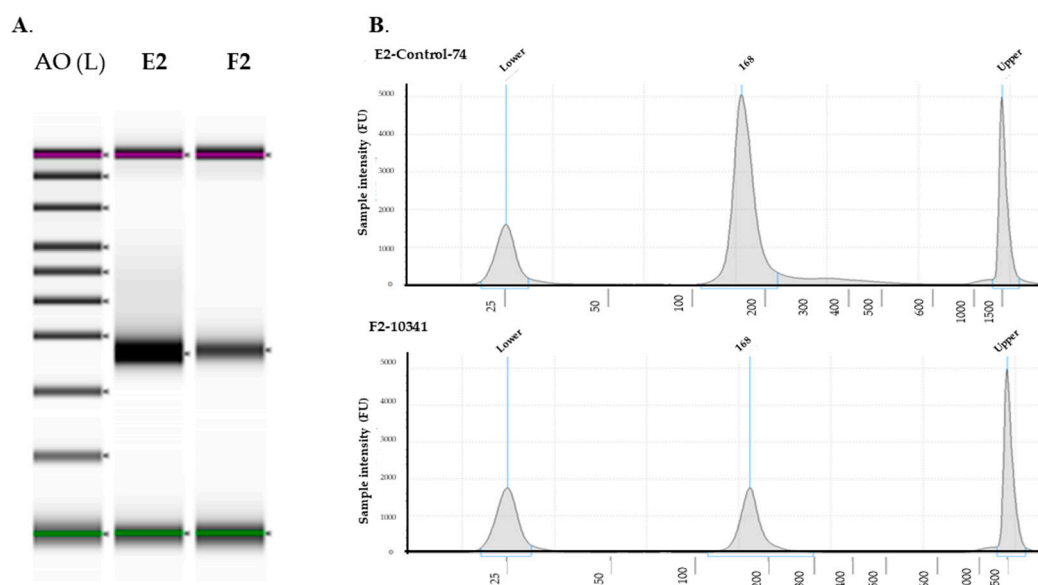 A.
AO (L) E2 F2
B.
E2-Control-74
Lower 168 Upper
Sample intensity (FU)
5000
4000
3000
2000
1000
0
25 50 100 200 300 400 500 600 1000 1500
F2-10341
Lower 168 Upper
Sample intensity (FU)
5000
4000
3000
2000
1000
0
25 50 100